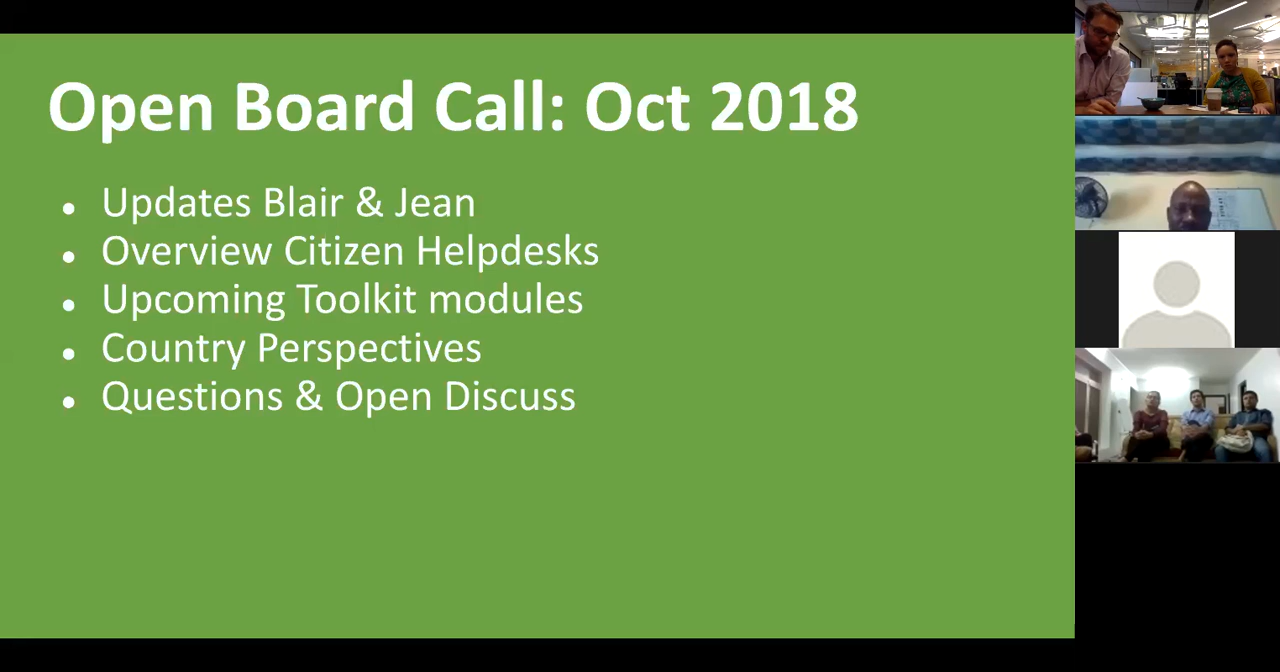 Open Board Call: Oct 2018
Updates Blair & Jean
Overview Citizen Helpdesks
Upcoming Toolkit modules
Country Perspectives
Questions & Open Discuss